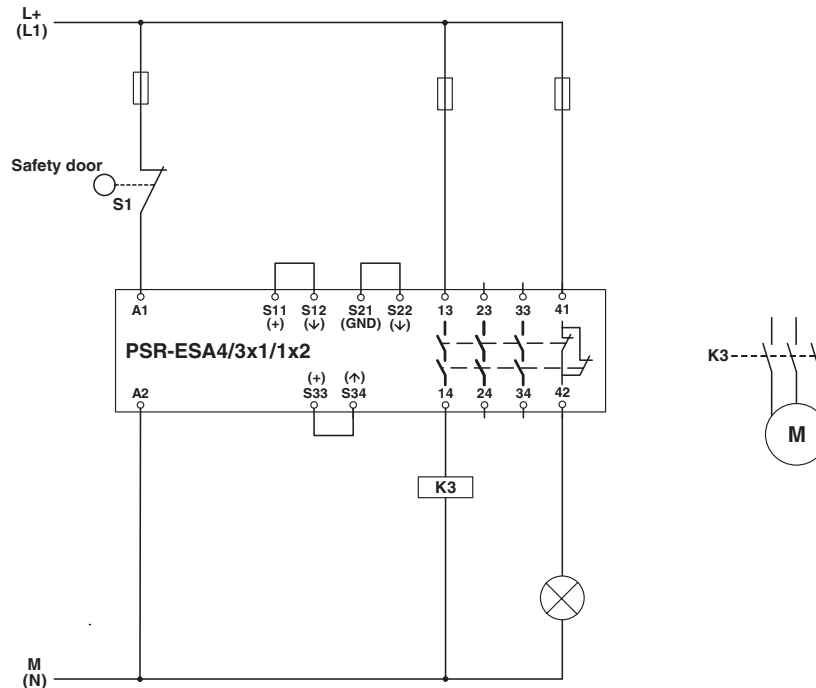 L+
(L1)
Safety door
S1
A1 S11 S12 S21 S22 13 23 33 41
(+) (↓) (GND) (↓)
PSR-ESA4/3x1/1x2
(+) (↑)
A2 S33 S34 14 24 34 42
K3
M
K3
M
(N)